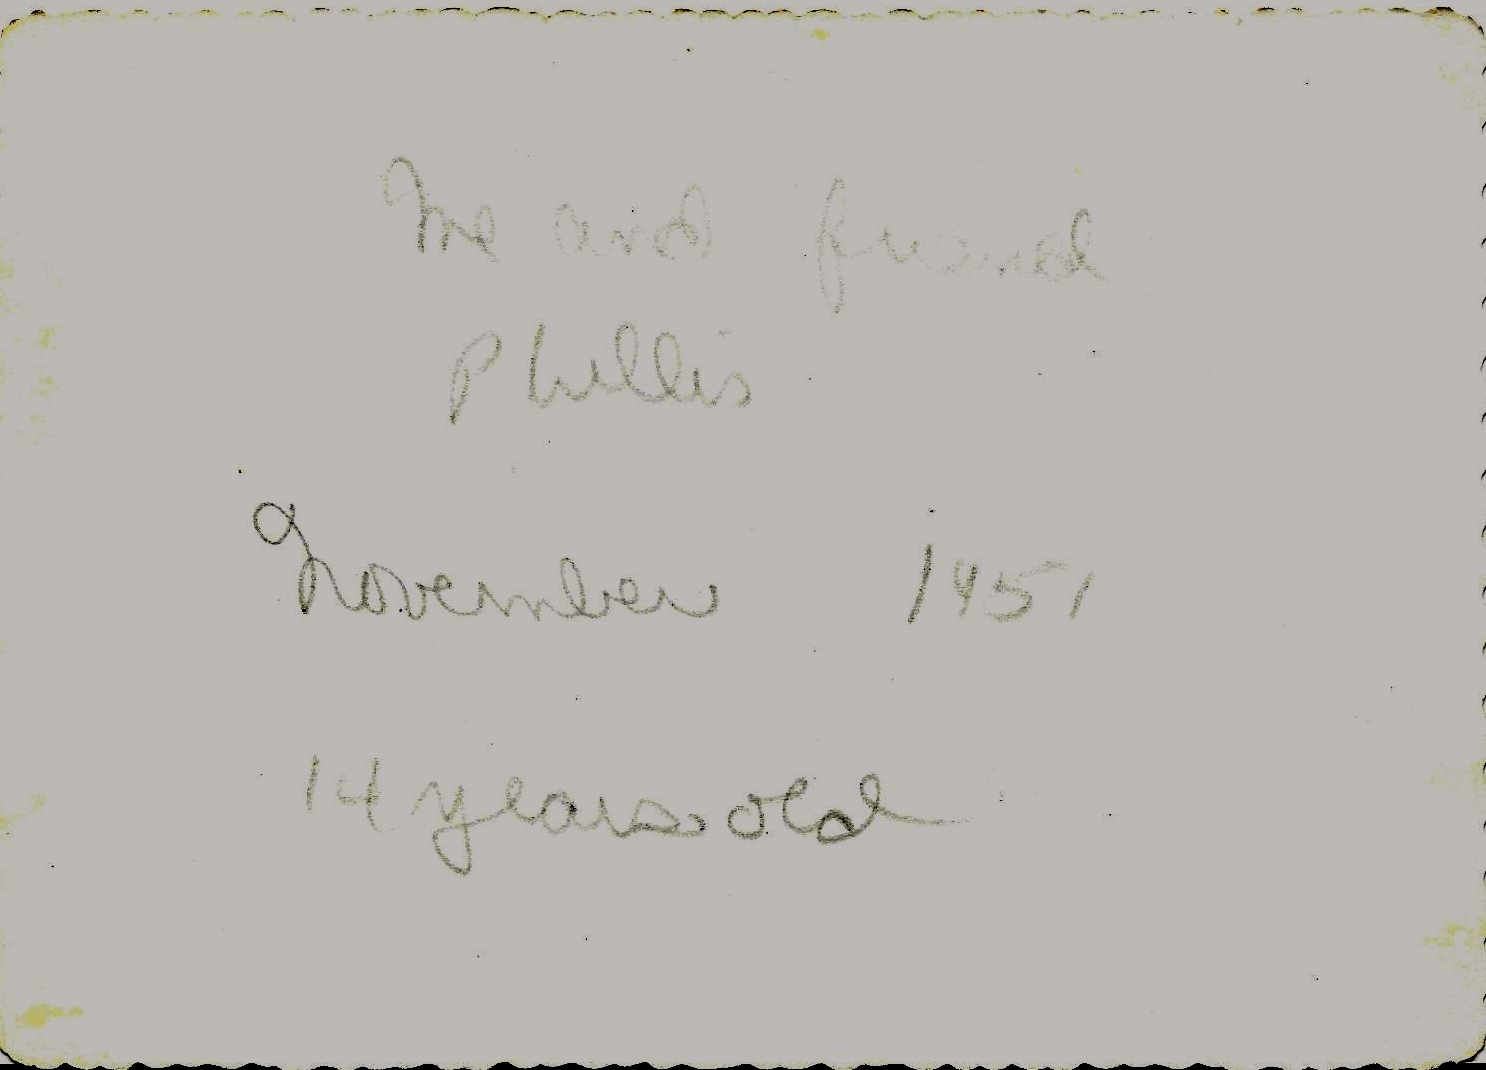 Me and friend
Phillis
November 1951
14 years old